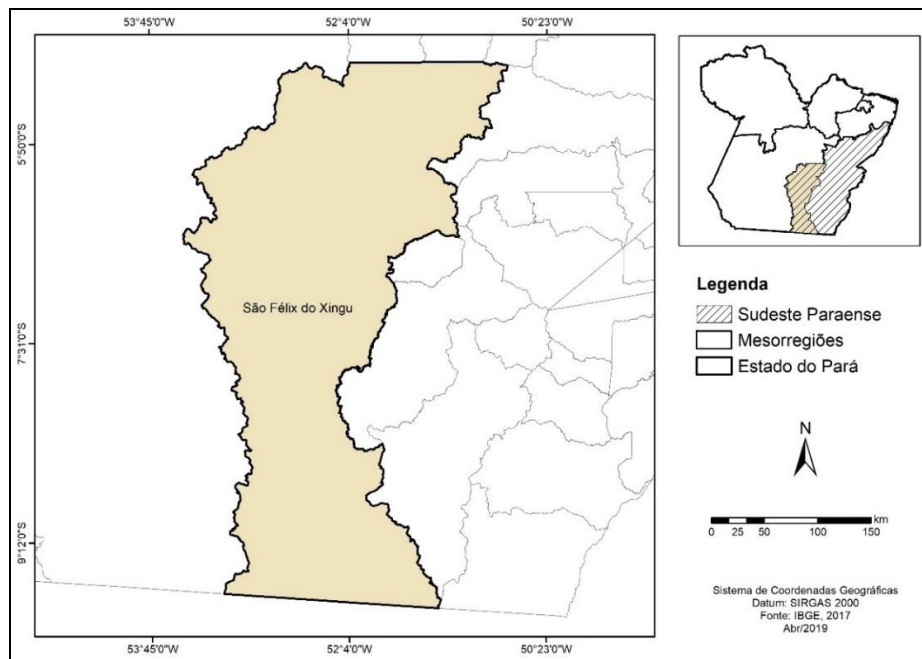 53°45'0"W 52°4'0"W 50°23'0"W
5°50'0"S
São Félix do Xingu
7°31'0"S
9°12'0"S
53°45'0"W 52°4'0"W 50°23'0"W
Legenda
Sudeste Paraense
Mesorregiões
Estado do Pará
N
km
0 25 50 100 150
Sistema de Coordenadas Geográficas
Datum: SIRGAS 2000
Fonte: IBGE, 2017
Abr/2019